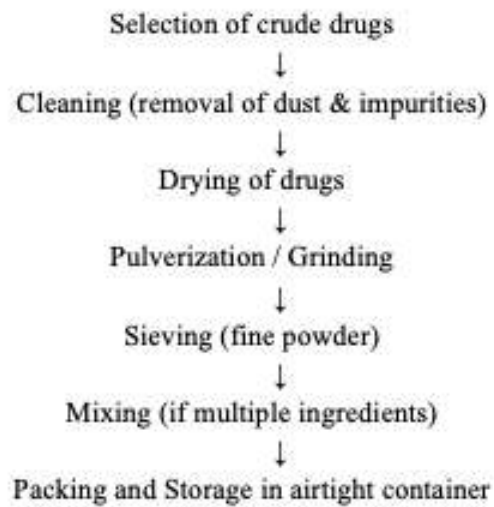 Selection of crude drugs
↓
Cleaning (removal of dust & impurities)
↓
Drying of drugs
↓
Pulverization / Grinding
↓
Sieving (fine powder)
↓
Mixing (if multiple ingredients)
↓
Packing and Storage in airtight container